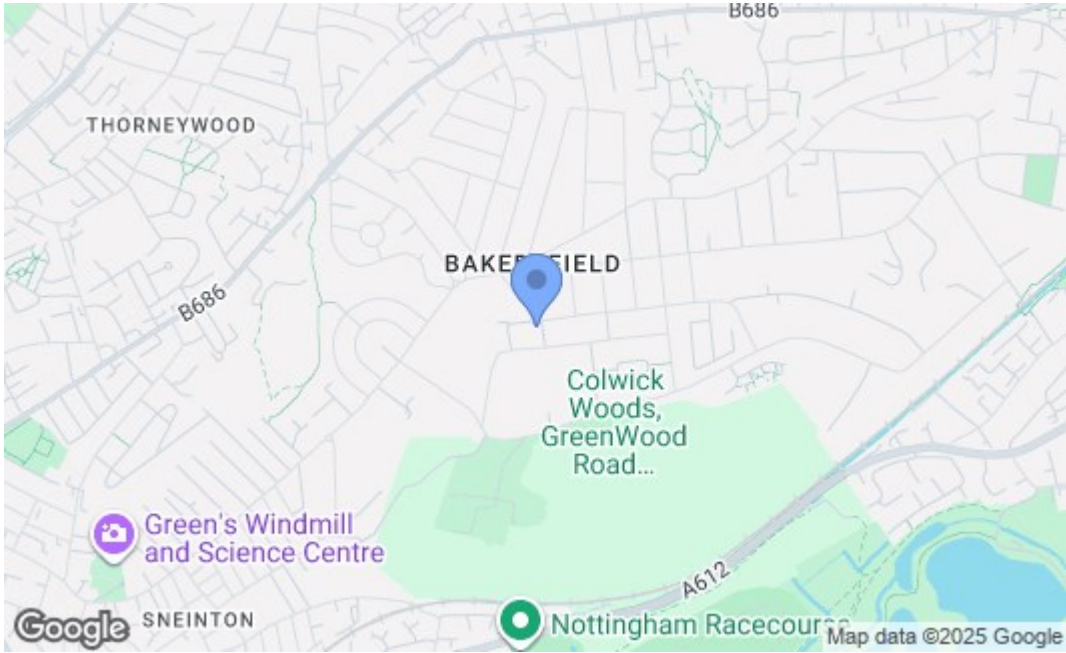 B686
THORNEYWOOD
BAKERSFIELD
B686
Colwick
Woods,
GreenWood
Road...
Green's Windmill
and Science Centre
A612
SNEINTON
Google
Nottingham Racecourse
Map data ©2025 Google